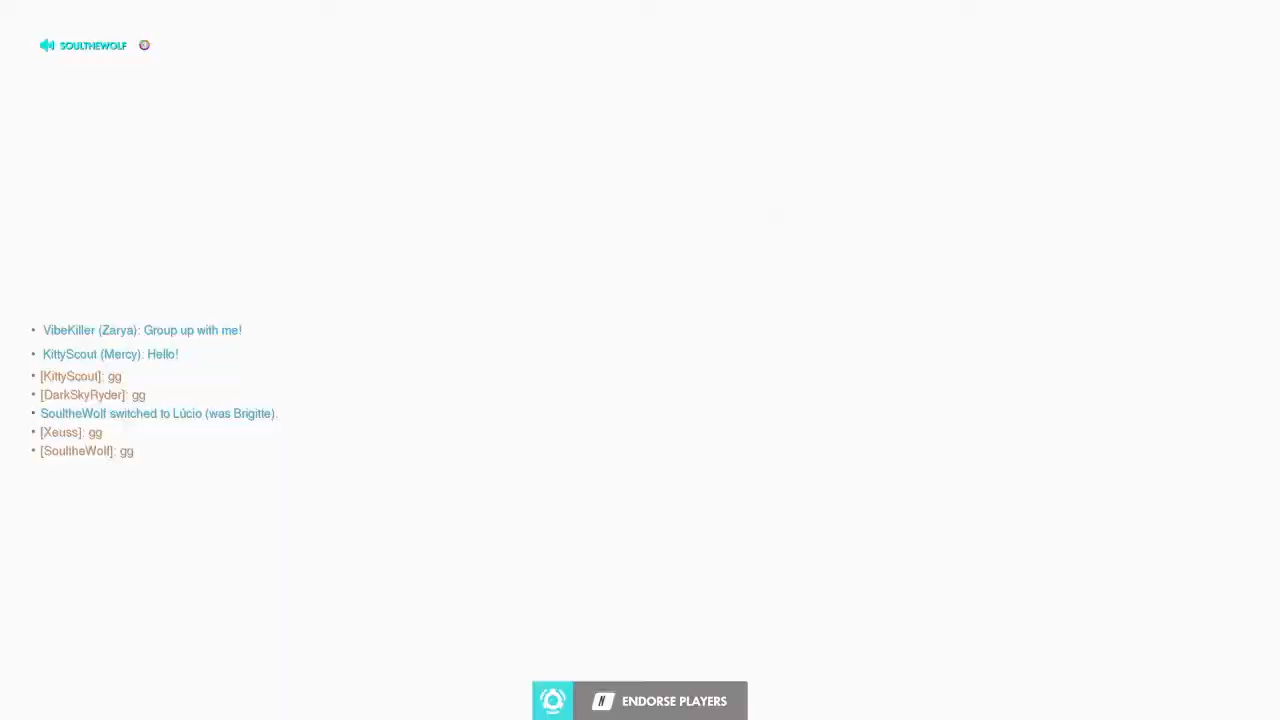 SOULTHEWOLF
• VibeKiller (Zarya): Group up with me!
• KittyScout (Mercy): Hello!
• [KittyScout]: gg
• [DarkSkyRyder]: gg
• SoultheWolf switched to Lúcio (was Brigitte).
• [Xeuss]: gg
• [SoultheWolf]: gg
N ENDORSE PLAYERS